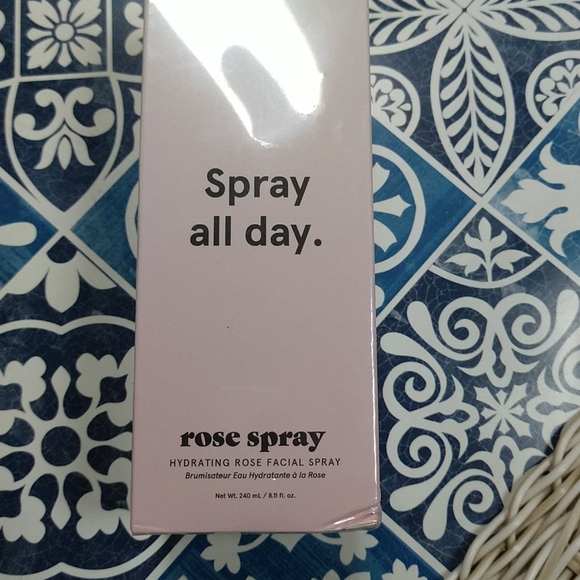 Spray
all day.
rose spray
HYDRATING ROSE FACIAL SPRAY
Brumisateur Eau Hydratante à la Rose
Net Wt. 240 mL / 8.11 fl. oz.